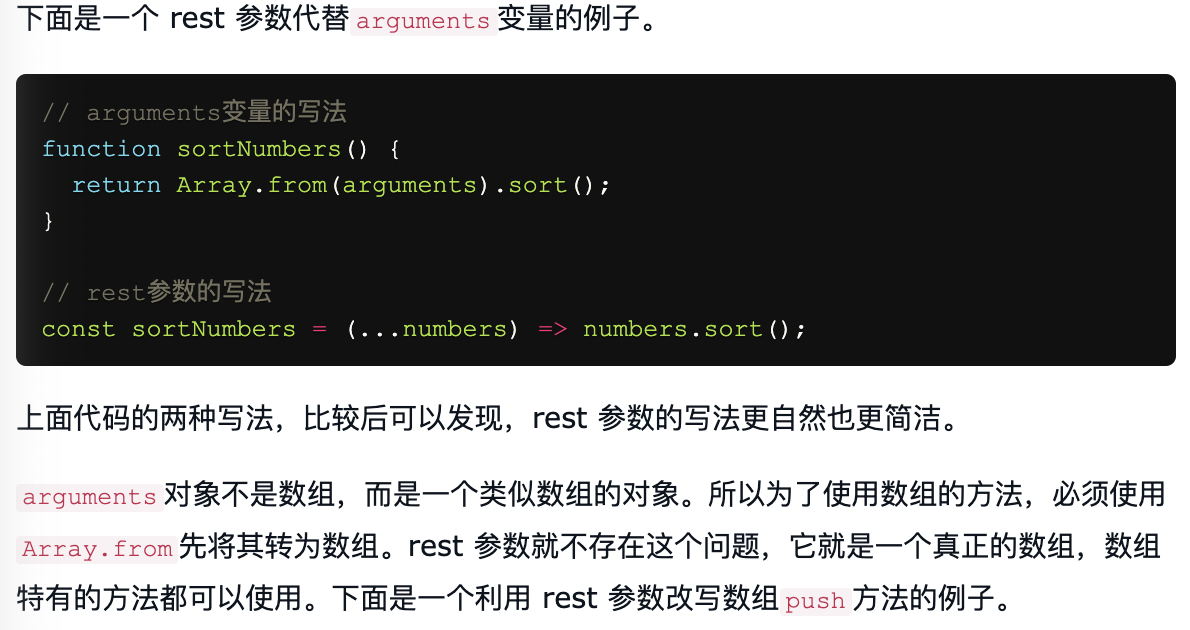 下面是一个 rest 参数代替arguments变量的例子。
// arguments变量的写法
function sortNumbers() {
  return Array.from(arguments).sort();
}
// rest参数的写法
const sortNumbers = (...numbers) => numbers.sort();
上面代码的两种写法，比较后可以发现，rest 参数的写法更自然也更简洁。
arguments对象不是数组，而是一个类似数组的对象。所以为了使用数组的方法，必须使用
Array.from先将其转为数组。rest 参数就不存在这个问题，它就是一个真正的数组，数组
特有的方法都可以使用。下面是一个利用 rest 参数改写数组push方法的例子。